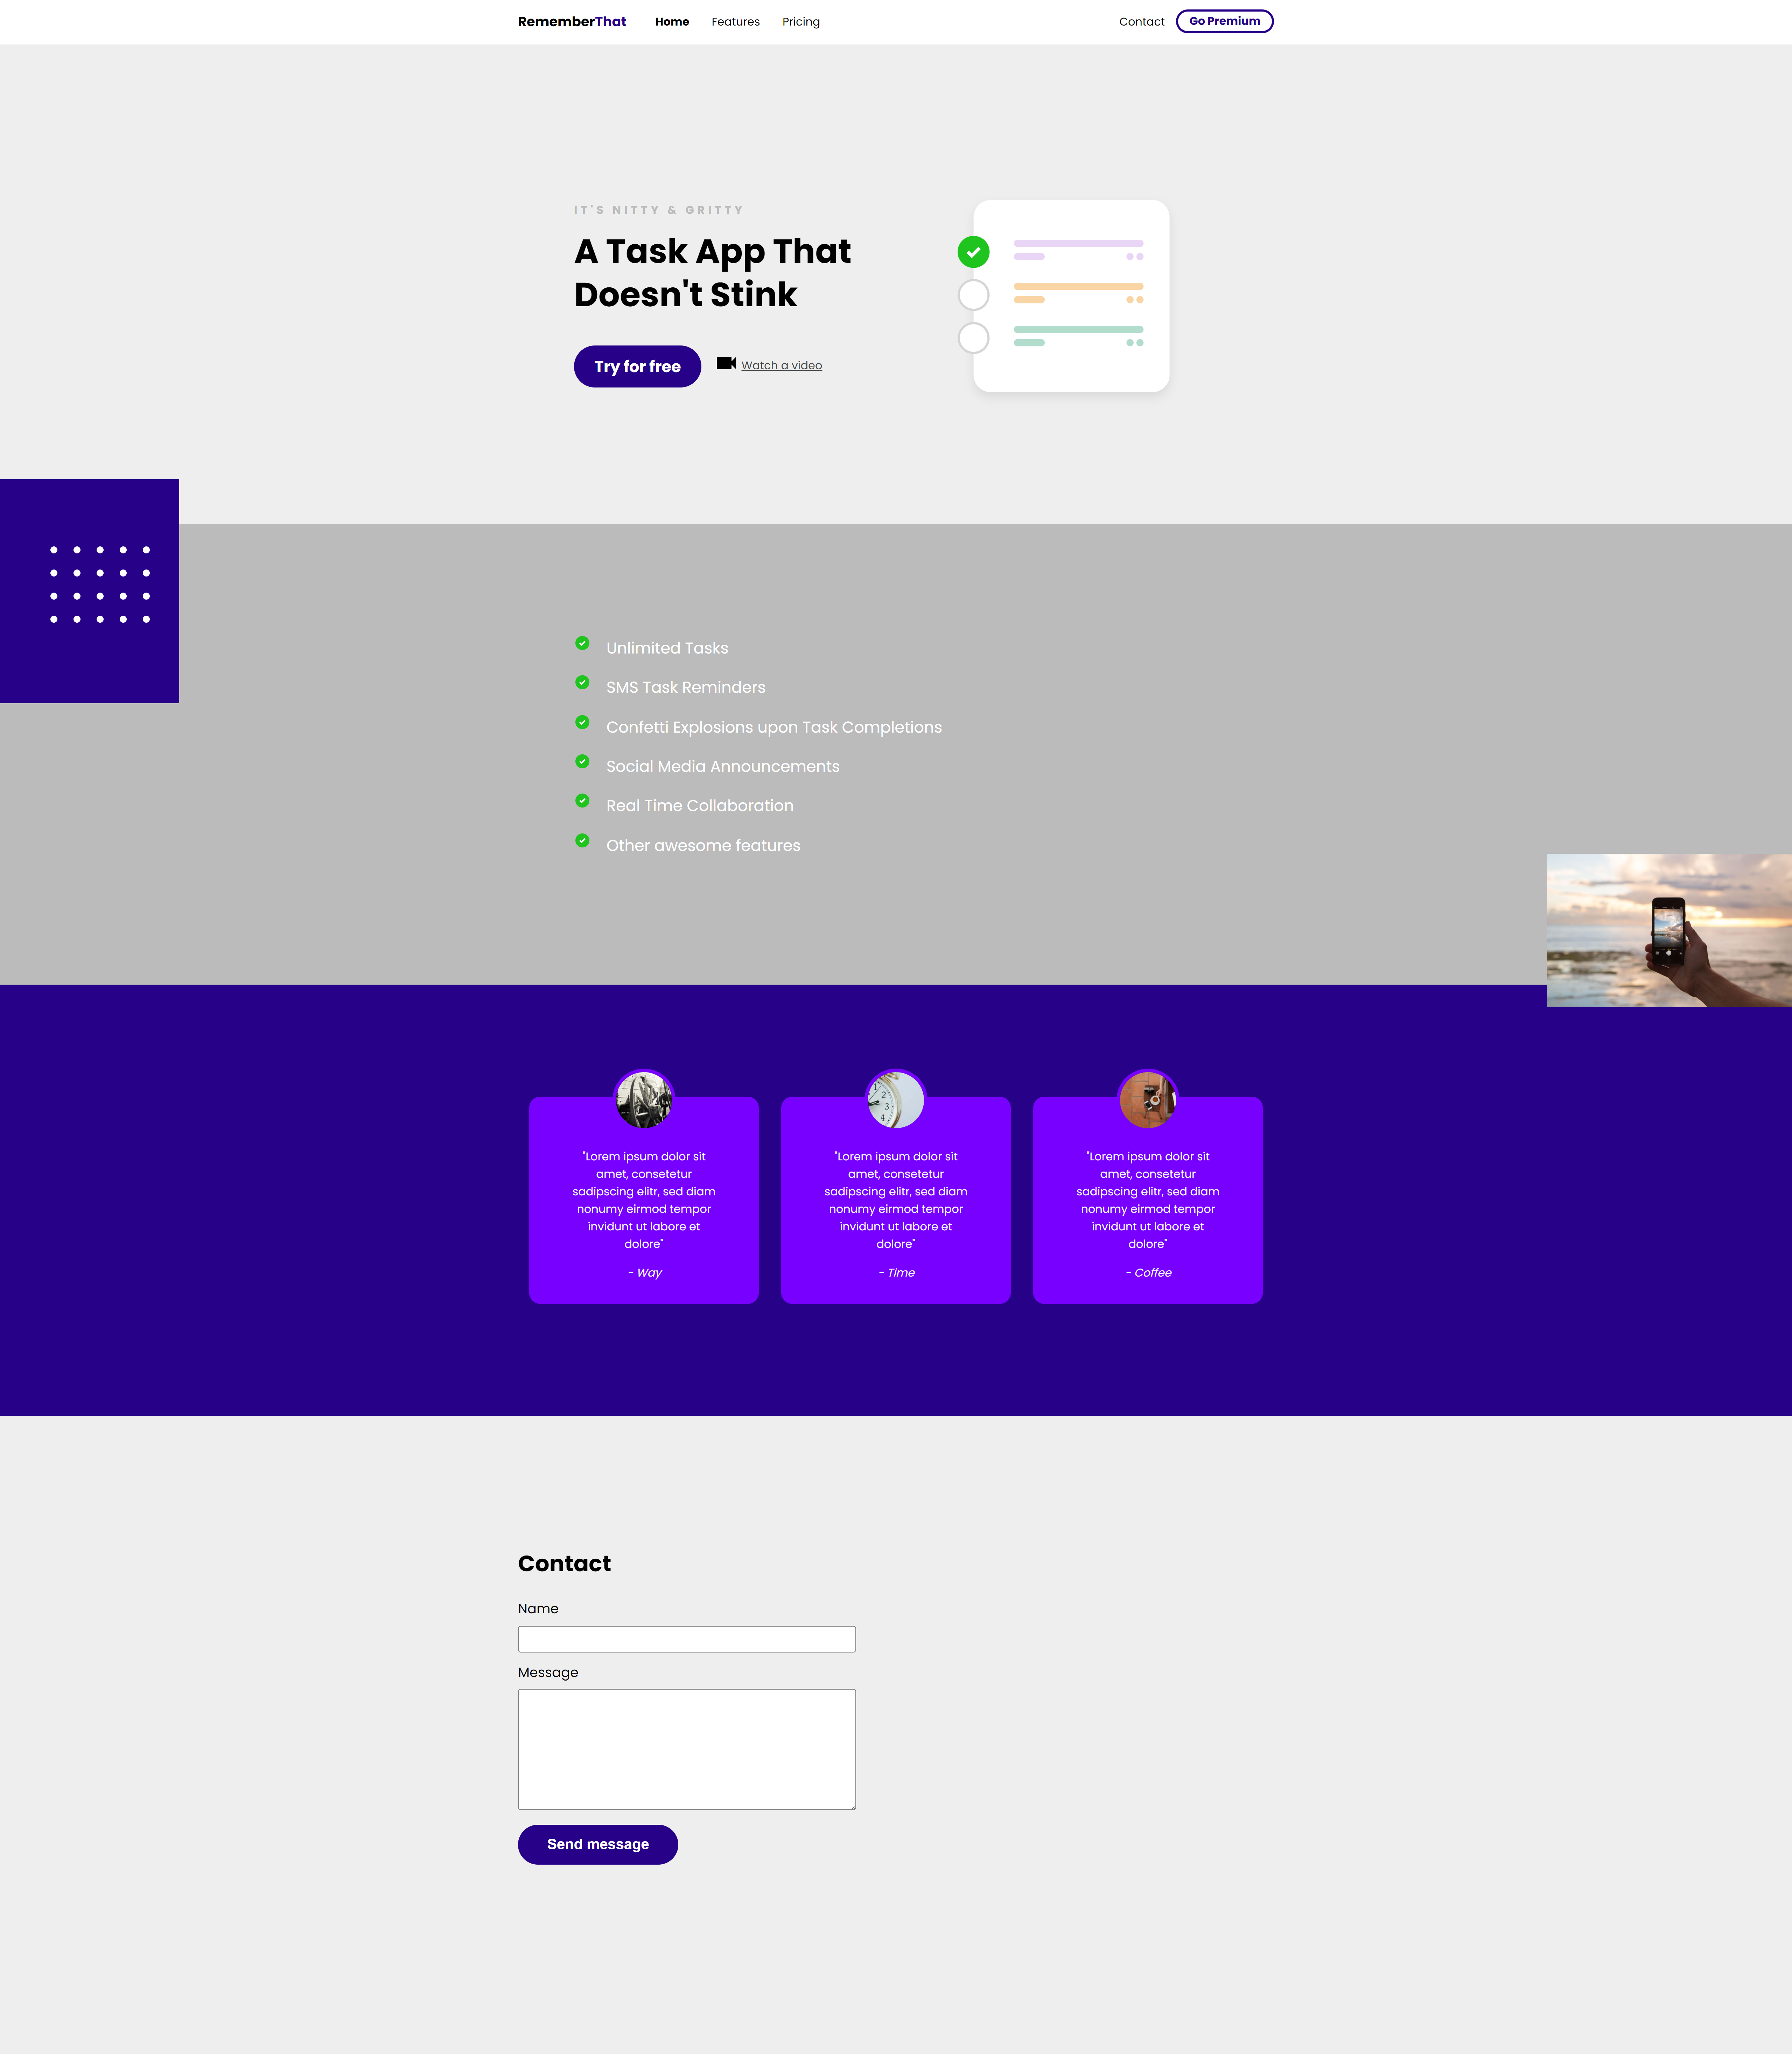 RememberThat Home Features Pricing Contact Go Premium
IT'S NITTY & GRITTY
A Task App That
Doesn't Stink
Try for free Watch a video
Unlimited Tasks
SMS Task Reminders
Confetti Explosions upon Task Completions
Social Media Announcements
Real Time Collaboration
Other awesome features
1
2
3
4
"Lorem ipsum dolor sit
amet, consetetur
sadipscing elitr, sed diam
nonumy eirmod tempor
invidunt ut labore et
dolore"
- Way
"Lorem ipsum dolor sit
amet, consetetur
sadipscing elitr, sed diam
nonumy eirmod tempor
invidunt ut labore et
dolore"
- Time
"Lorem ipsum dolor sit
amet, consetetur
sadipscing elitr, sed diam
nonumy eirmod tempor
invidunt ut labore et
dolore"
- Coffee
Contact
Name
Message
Send message